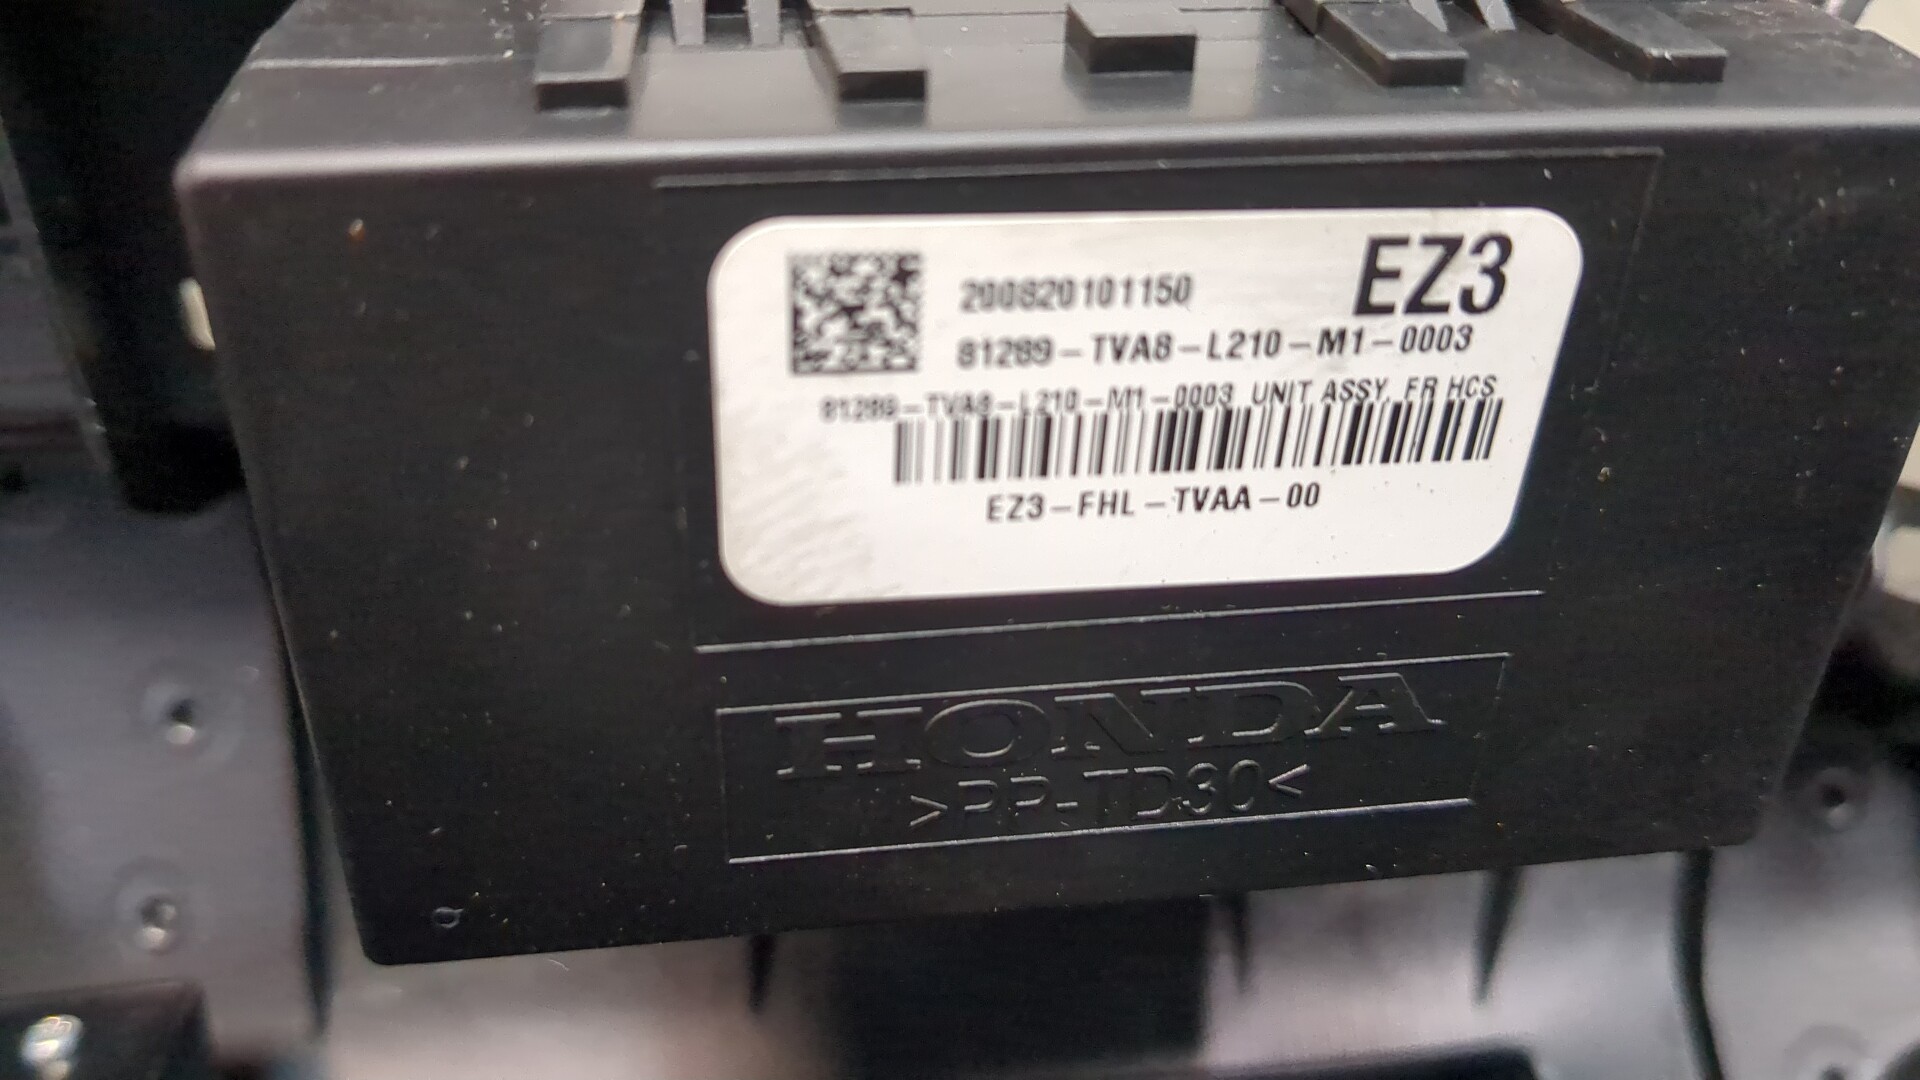 200820101150
EZ3
81289-TVA8-L210-M1-0003
81289-TVA8-L210-M1-0003 UNIT ASSY, FR HCS
EZ3-FHL-TVAA-00
HONDA
>PP-TD30<